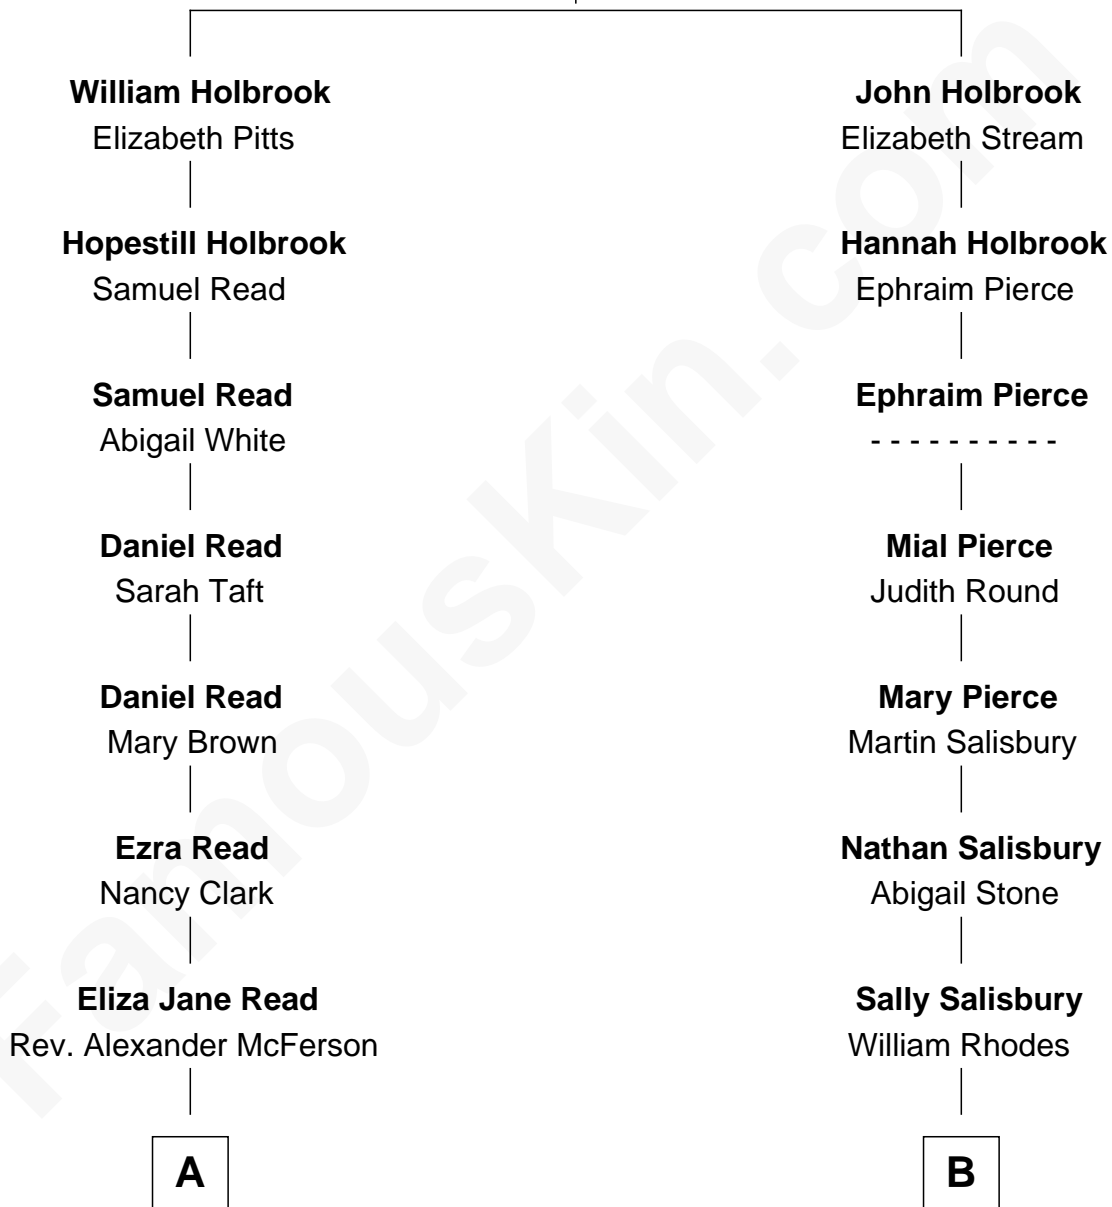 William Holbrook
Elizabeth Pitts
Hopestill Holbrook
Samuel Read
Samuel Read
Abigail White
Daniel Read
Sarah Taft
Daniel Read
Mary Brown
Ezra Read
Nancy Clark
Eliza Jane Read
Rev. Alexander McFerson
A
John Holbrook
Elizabeth Stream
Hannah Holbrook
Ephraim Pierce
Ephraim Pierce
- - - - - - - - - -
Mial Pierce
Judith Round
Mary Pierce
Martin Salisbury
Nathan Salisbury
Abigail Stone
Sally Salisbury
William Rhodes
B
FamousKin.com